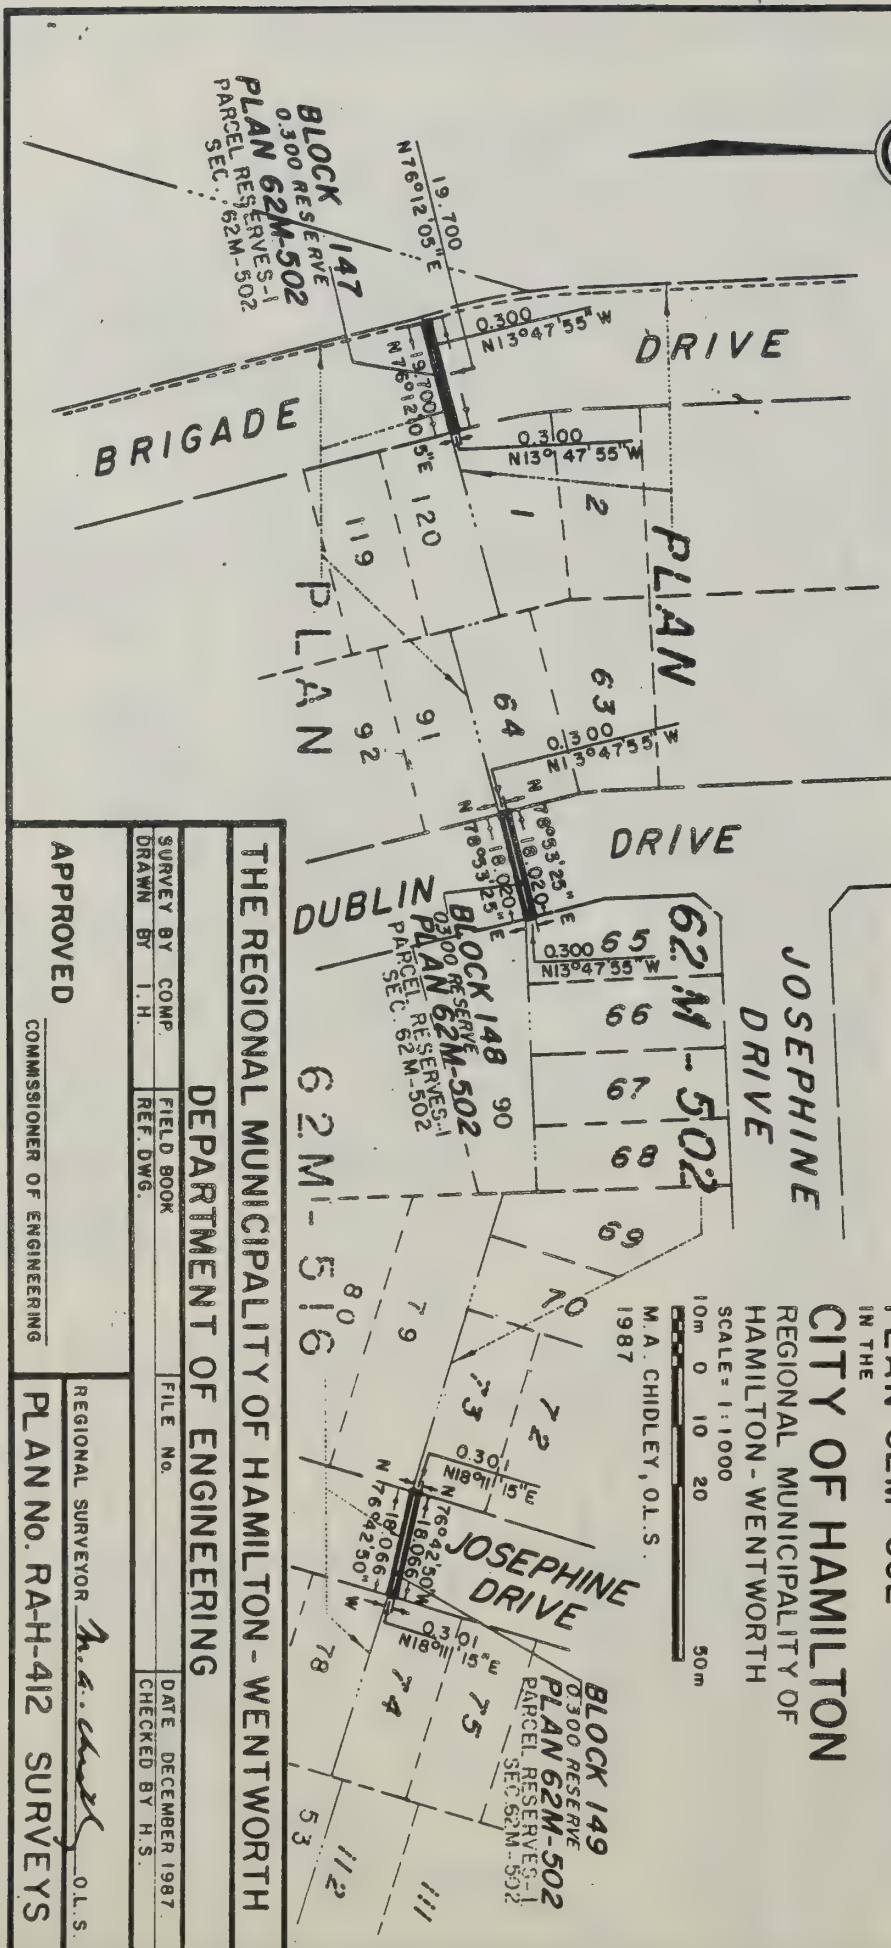 IN THE
CITY OF HAMILTON
REGIONAL MUNICIPALITY OF
HAMILTON - WENTWORTH
SCALE = 1:1000
10m 0 10 20 50m
M. A. CHIDLEY, O.L.S.
1987
JOSEPHINE
DRIVE
DRIVE
DRIVE
PLAN
62M-502
BRIGADE
19.700
N76°12'05"E
0.300
N13°47'55"W
19.700
N76°12'05"E
0.300
N13°47'55"W
BLOCK 147
0.300 RESERVE
PLAN 62M-502
PARCEL RESERVES-1
SEC. 62M-502
2
1
120
119
63
64
91
92
0.300
N13°47'55"W
N 78°53'25" E
18.020
18.020
N 78°53'25" E
0.300
N13°47'55"W
DUBLIN
BLOCK 148
0.300 RESERVE
PLAN 62M-502
PARCEL RESERVES-1
SEC. 62M-502
65
66
67
68
69
70
90
72
73
79
80
PLAN
62M-516
0.301
N18°11'15"E
N 76°42'50" W
18.066
18.066
N 76°42'50" W
0.301
N18°11'15"E
JOSEPHINE
DRIVE
BLOCK 149
0.300 RESERVE
PLAN 62M-502
PARCEL RESERVES-1
SEC. 62M-502
75
74
78
111
112
53
THE REGIONAL MUNICIPALITY OF HAMILTON - WENTWORTH
DEPARTMENT OF ENGINEERING
SURVEY BY COMP. FIELD BOOK FILE No. DATE DECEMBER 1987
DRAWN BY I.H. REF. DWG. CHECKED BY H.S.
APPROVED
COMMISSIONER OF ENGINEERING
REGIONAL SURVEYOR O.L.S.
PLAN No. RA-H-412 SURVEYS